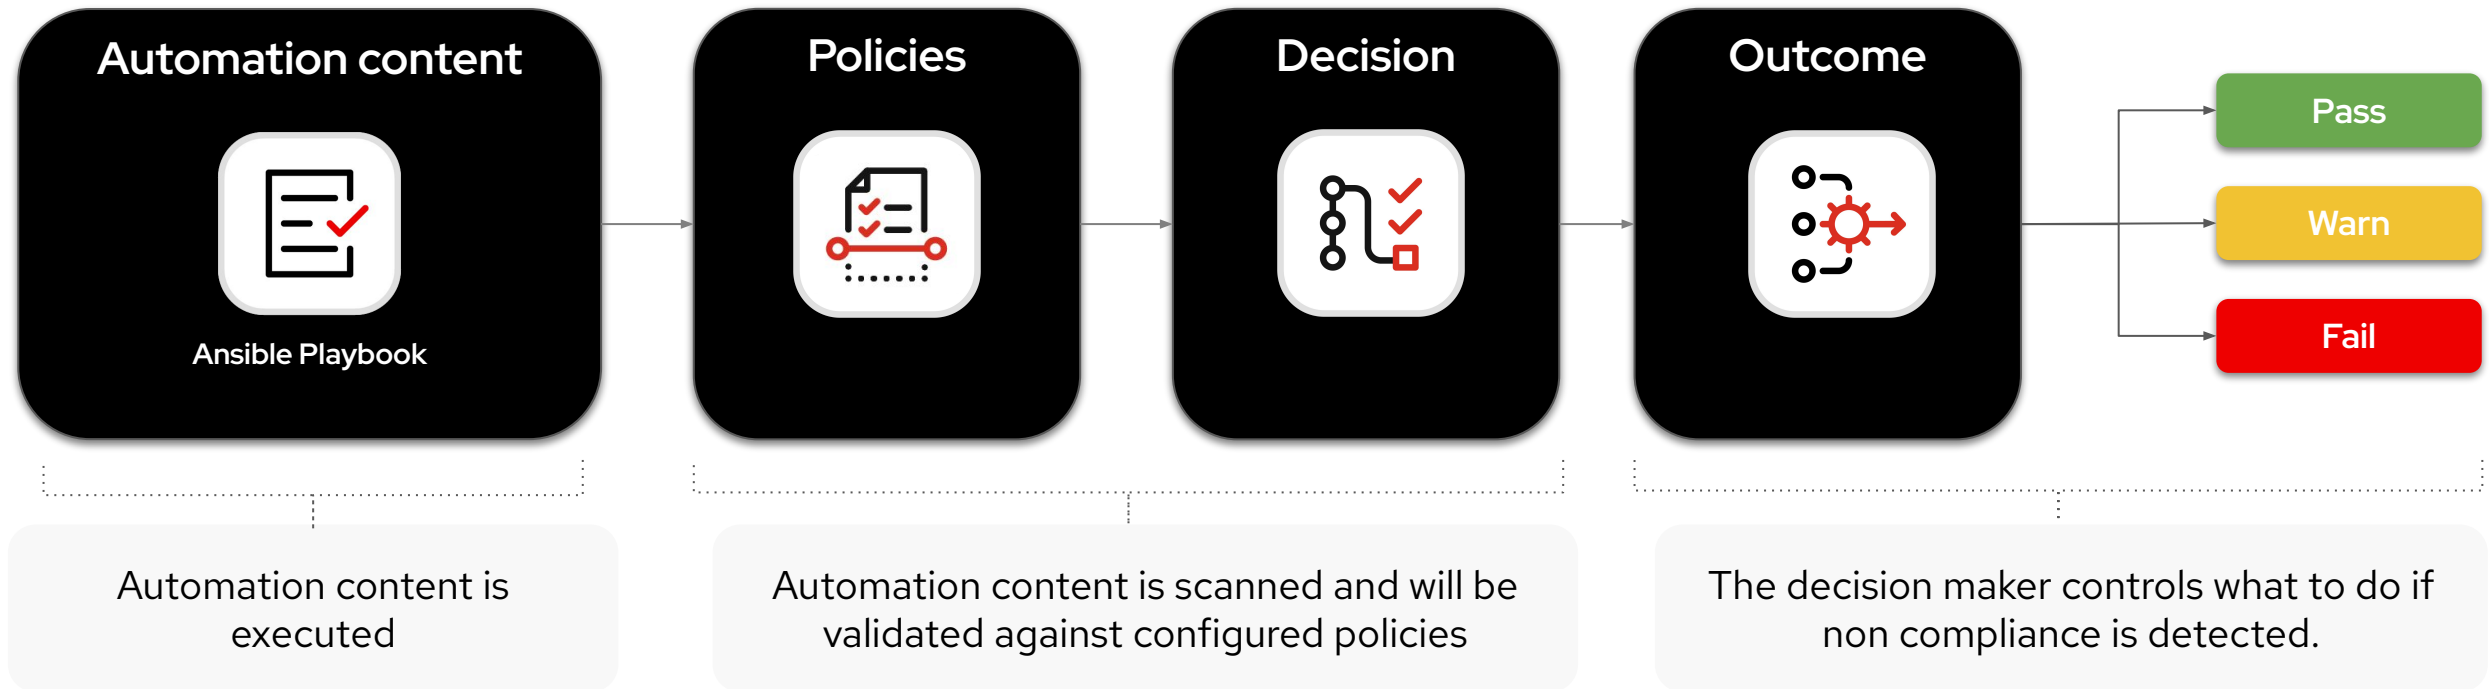 Automation content
Policies
Decision
Outcome
Pass
Warn
Fail
Ansible Playbook
Automation content is
executed
Automation content is scanned and will be
validated against configured policies
The decision maker controls what to do if
non compliance is detected.